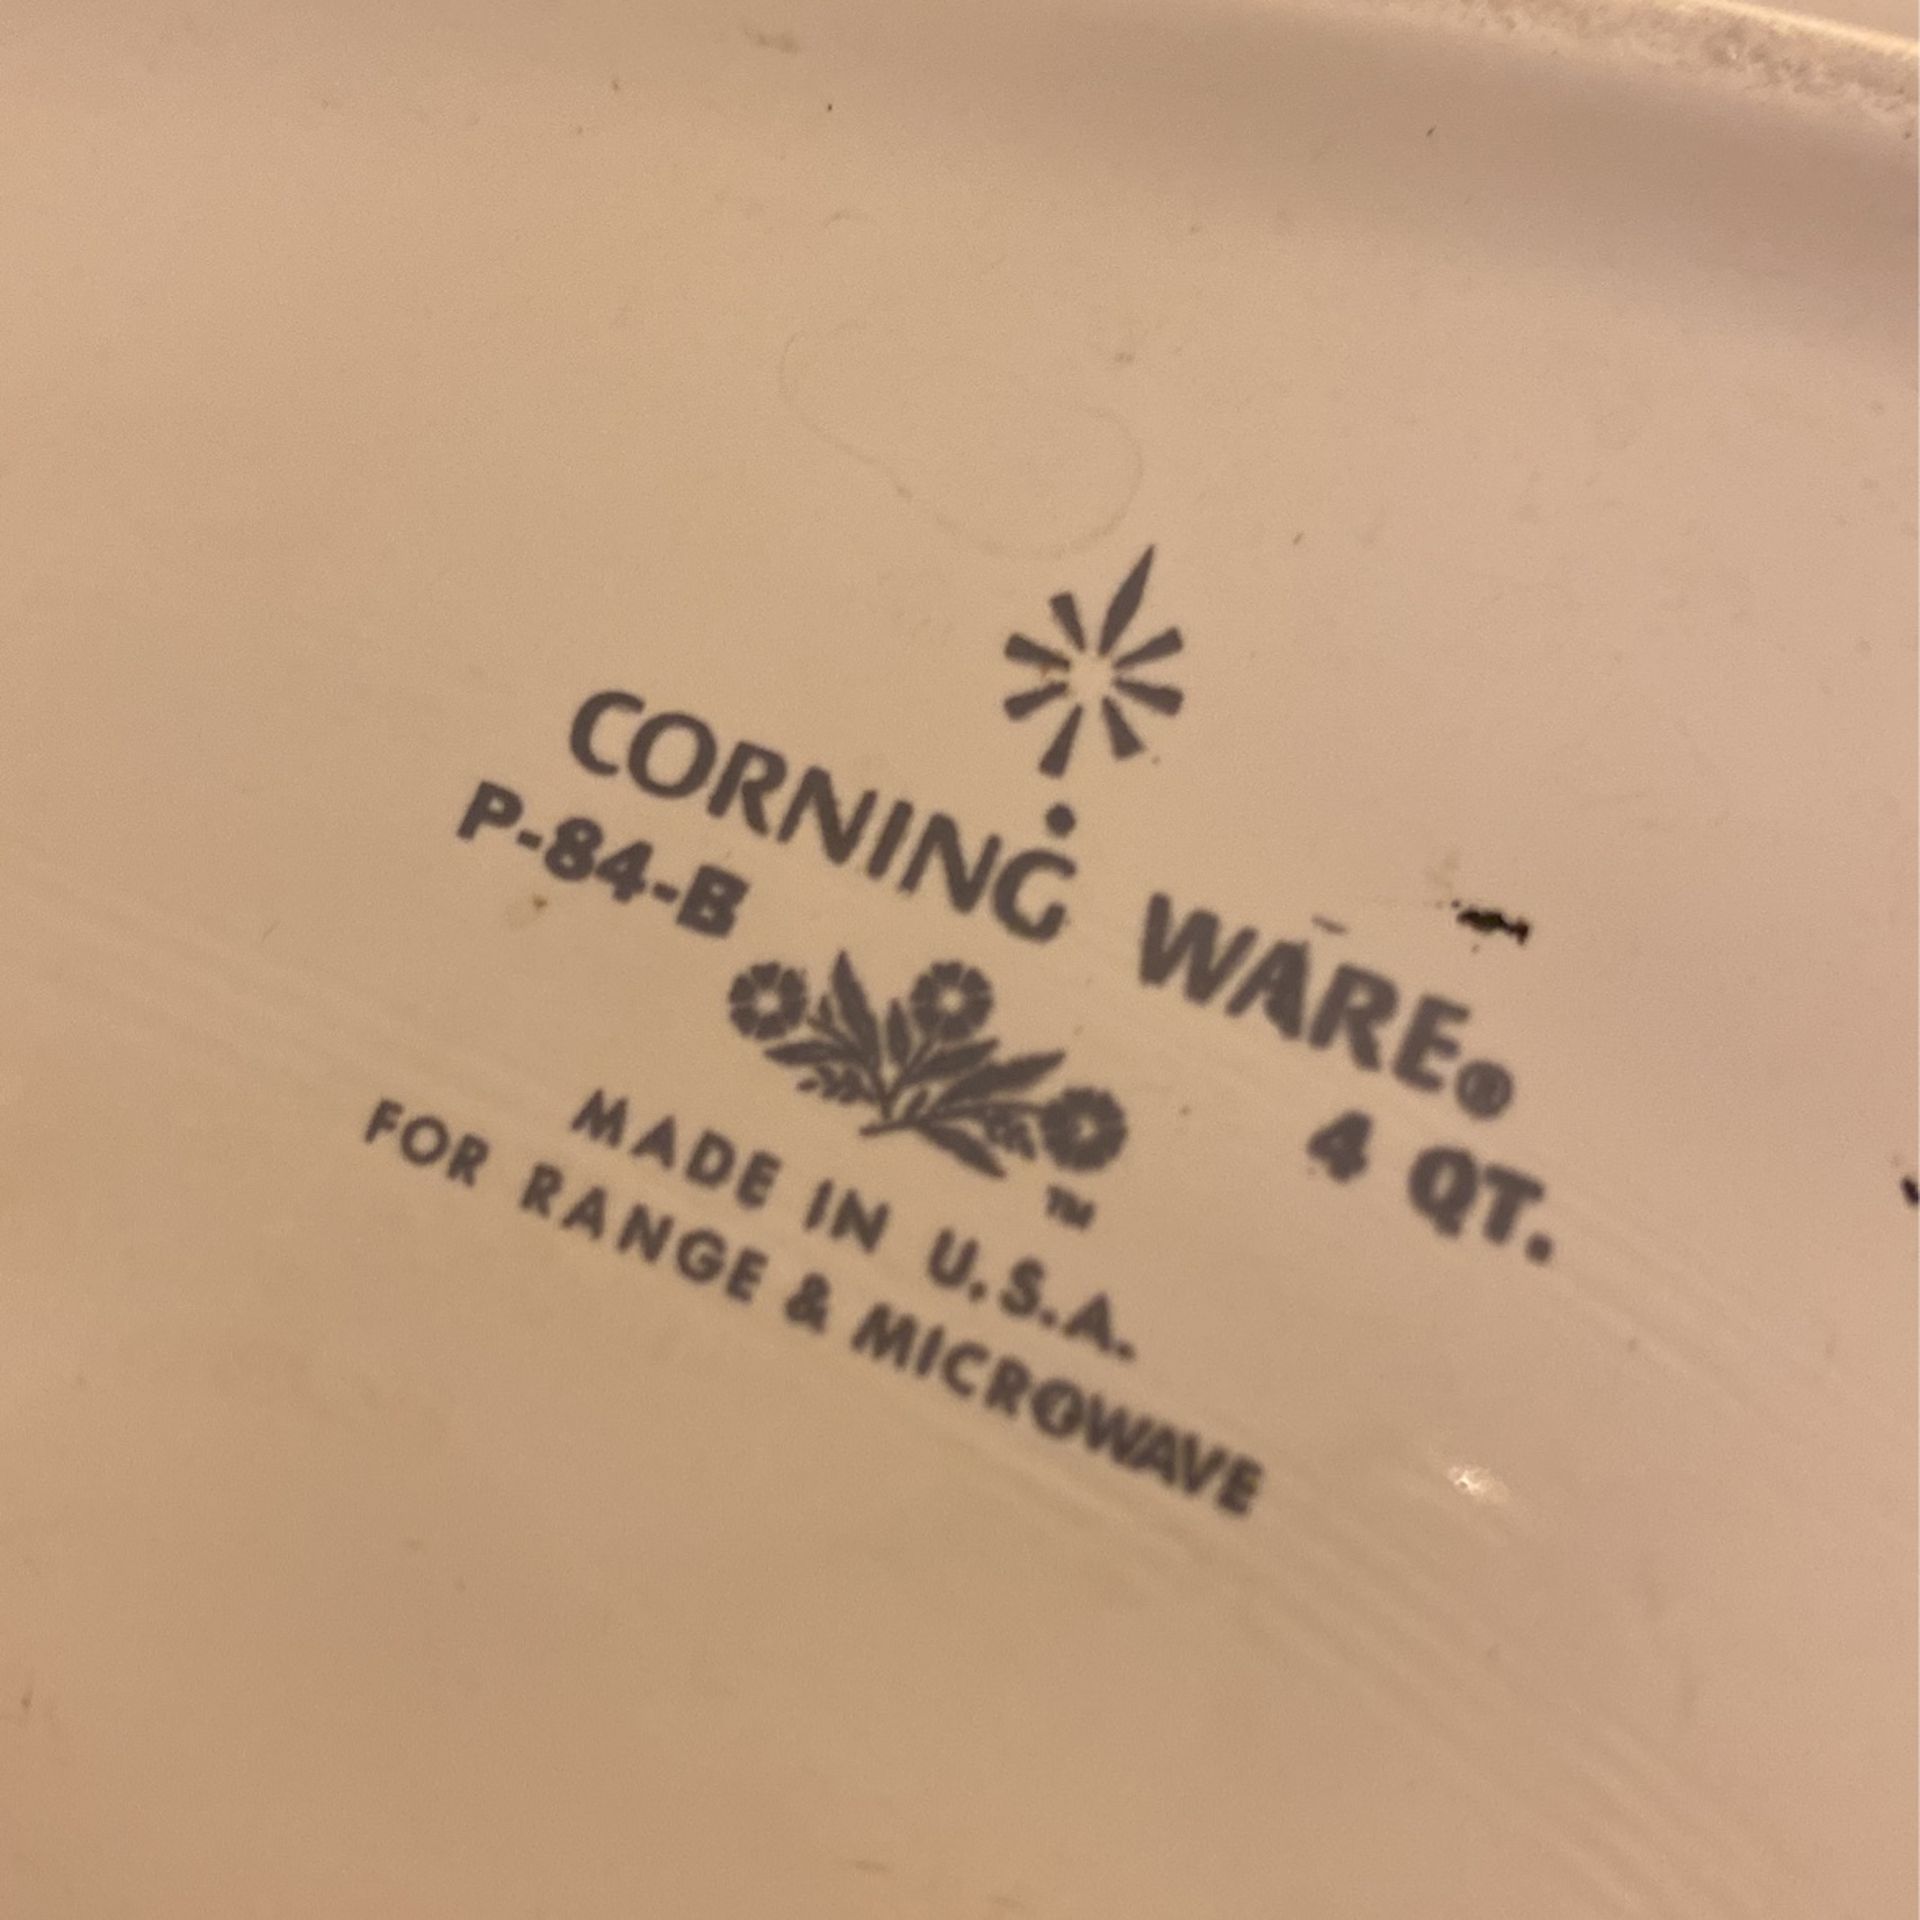 CORNING WARE®
P-84-B 4 QT.
TM
MADE IN U.S.A.
FOR RANGE & MICROWAVE